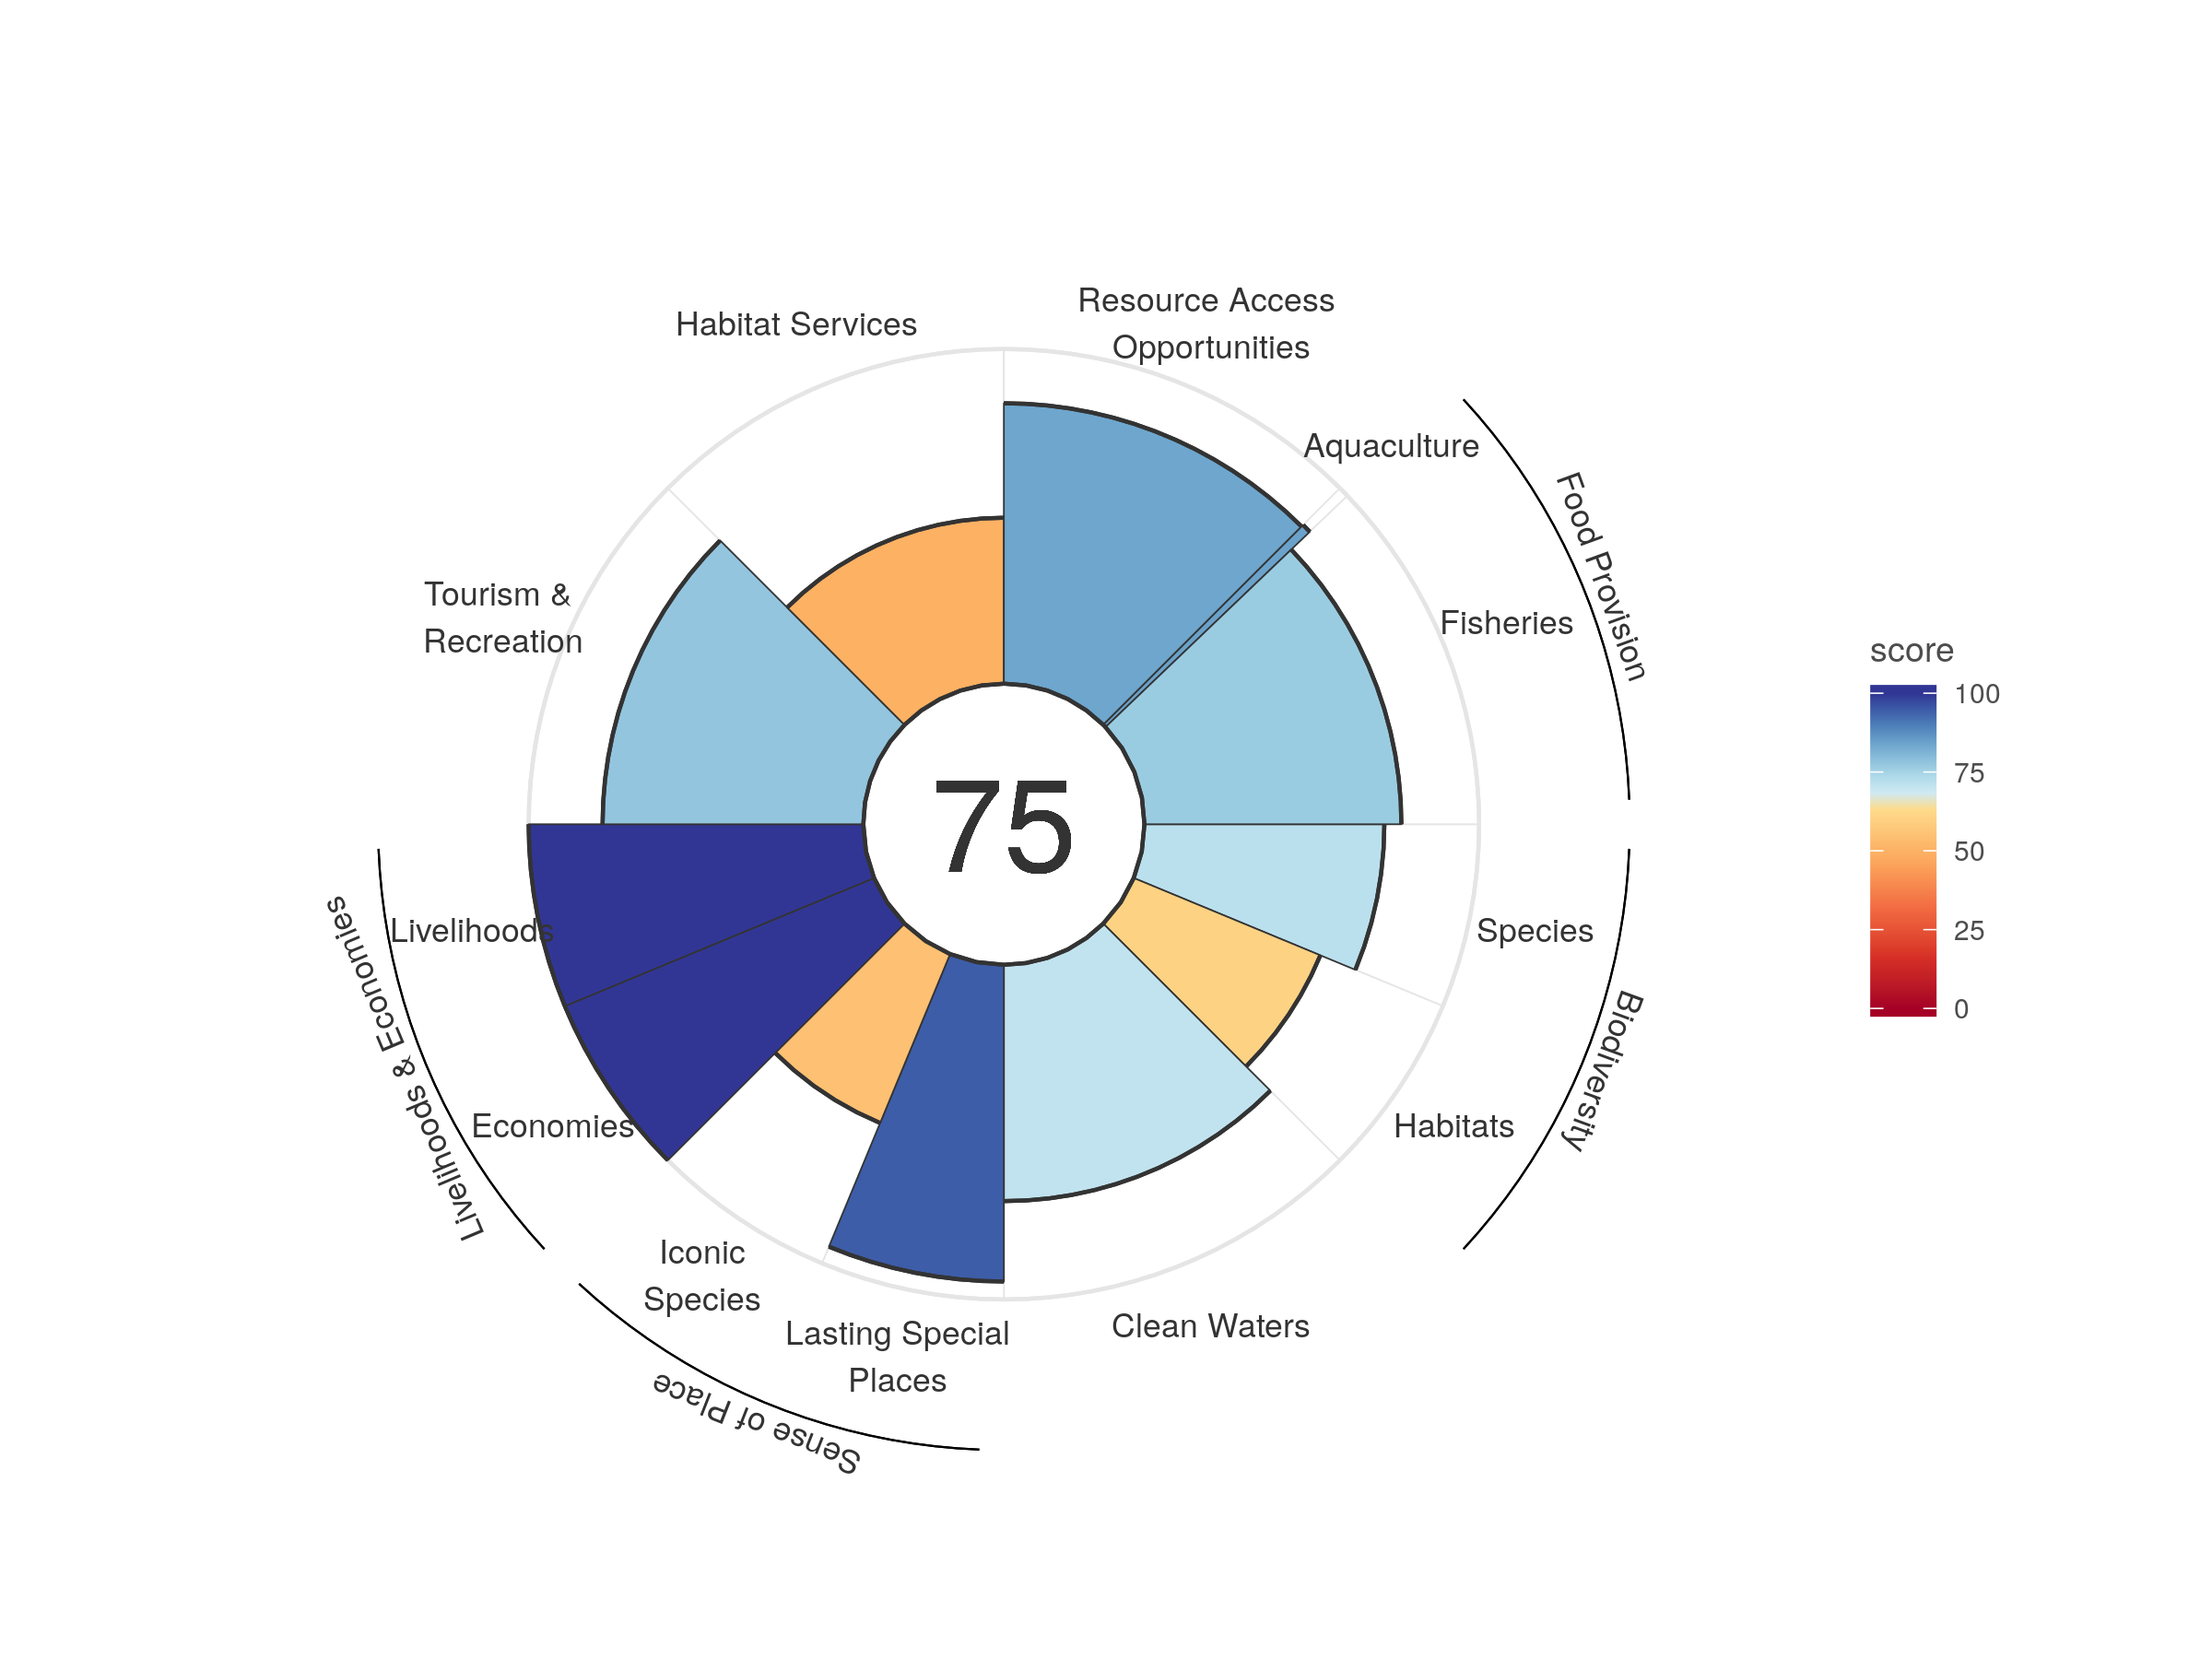 Resource Access
Opportunities
Habitat Services
Aquaculture
Food Provision
Tourism &
Recreation
Fisheries
score
100
75
50
25
0
75
Livelihoods
Species
Livelihoods & Economies
Biodiversity
Economies
Habitats
Iconic
Species
Lasting Special
Places
Clean Waters
Sense of Place